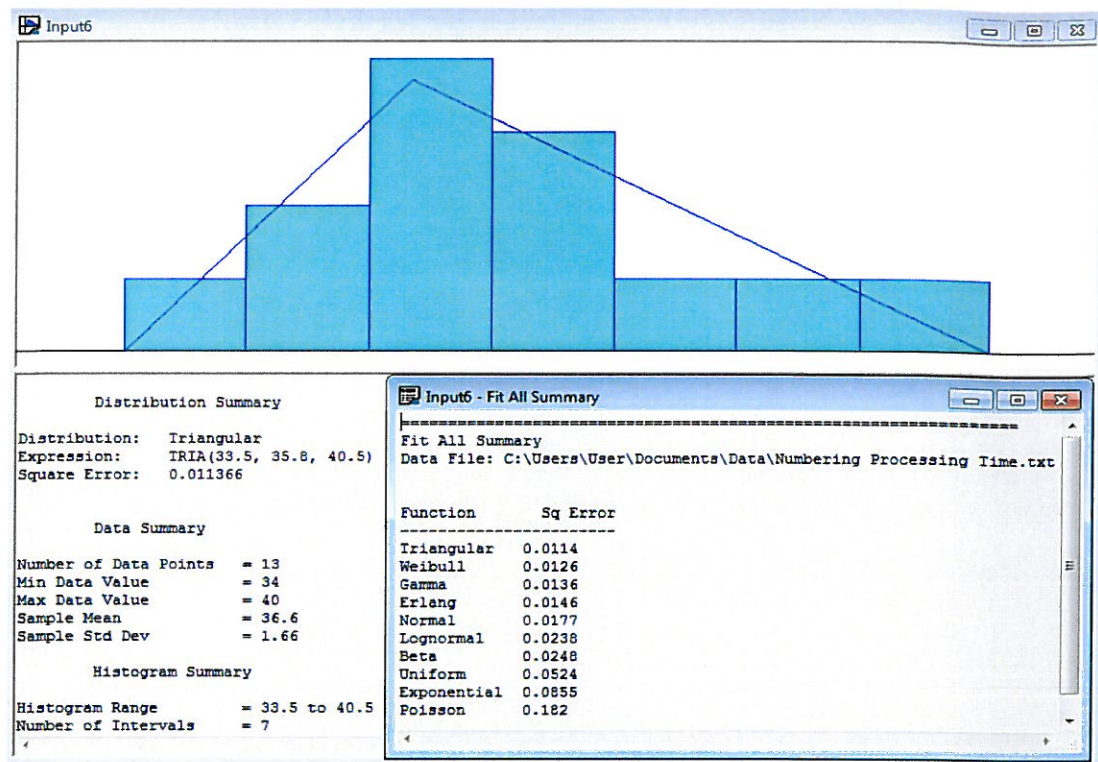 Input6
Distribution Summary
Distribution: Triangular
Expression: TRIA(33.5, 35.8, 40.5)
Square Error: 0.011366
Data Summary
Number of Data Points = 13
Min Data Value = 34
Max Data Value = 40
Sample Mean = 36.6
Sample Std Dev = 1.66
Histogram Summary
Histogram Range = 33.5 to 40.5
Number of Intervals = 7
Input6 - Fit All Summary
Fit All Summary
Data File: C:\Users\User\Documents\Data\Numbering Processing Time.txt
Function Sq Error
Triangular 0.0114
Weibull 0.0126
Gamma 0.0136
Erlang 0.0146
Normal 0.0177
Lognormal 0.0238
Beta 0.0248
Uniform 0.0524
Exponential 0.0855
Poisson 0.182